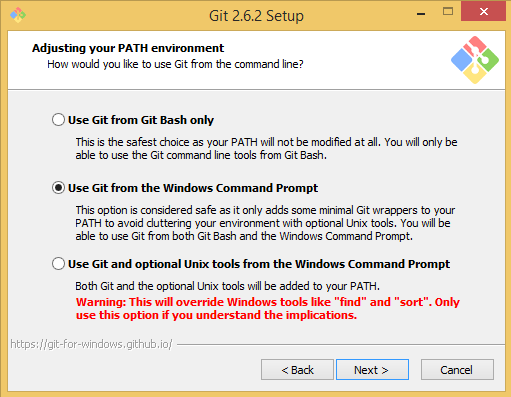 Git 2.6.2 Setup
Adjusting your PATH environment
How would you like to use Git from the command line?
Use Git from Git Bash only
This is the safest choice as your PATH will not be modified at all. You will only be
able to use the Git command line tools from Git Bash.
Use Git from the Windows Command Prompt
This option is considered safe as it only adds some minimal Git wrappers to your
PATH to avoid cluttering your environment with optional Unix tools. You will be
able to use Git from both Git Bash and the Windows Command Prompt.
Use Git and optional Unix tools from the Windows Command Prompt
Both Git and the optional Unix tools will be added to your PATH.
Warning: This will override Windows tools like "find" and "sort". Only
use this option if you understand the implications.
https://git-for-windows.github.io/
< Back
Next >
Cancel